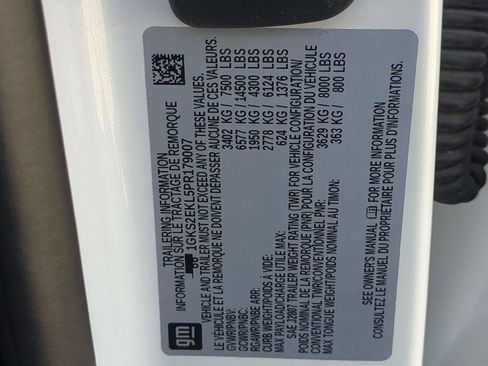 gm
TRAILERING INFORMATION
INFORMATION SUR LE TRACTAGE DE REMORQUE
1GKS2EKL5PR179007
VEHICLE AND TRAILER MUST NOT EXCEED ANY OF THESE VALUES.
LE VÉHICULE ET LA REMORQUE NE DOIVENT DÉPASSER AUCUNE DE CES VALEURS.
GVWR/PNBV: 3402 KG / 7500 LBS
GCWR/PNBC: 6577 KG / 14500 LBS
RGAWR/PNBE ARR: 1950 KG / 4300 LBS
CURB WEIGHT/POIDS A VIDE: 2778 KG / 6124 LBS
MAX PAYLOAD/CHARGE UTILE MAX: 624 KG / 1376 LBS
SAE J2807 TRAILER WEIGHT RATING (TWR) FOR VEHICLE CONFIGURATION/
POIDS NOMINAL DE LA REMORQUE (PNR) POUR LA CONFIGURATION DU VÉHICULE
CONVENTIONAL TWR/CONVENTIONNEL PNR: 3629 KG / 8000 LBS
MAX TONGUE WEIGHT/POIDS NOMINAL AU TIMON: 363 KG / 800 LBS
SEE OWNER'S MANUAL FOR MORE INFORMATION.
CONSULTEZ LE MANUEL DU PROPRIÉTAIRE POUR PLUS D'INFORMATIONS.